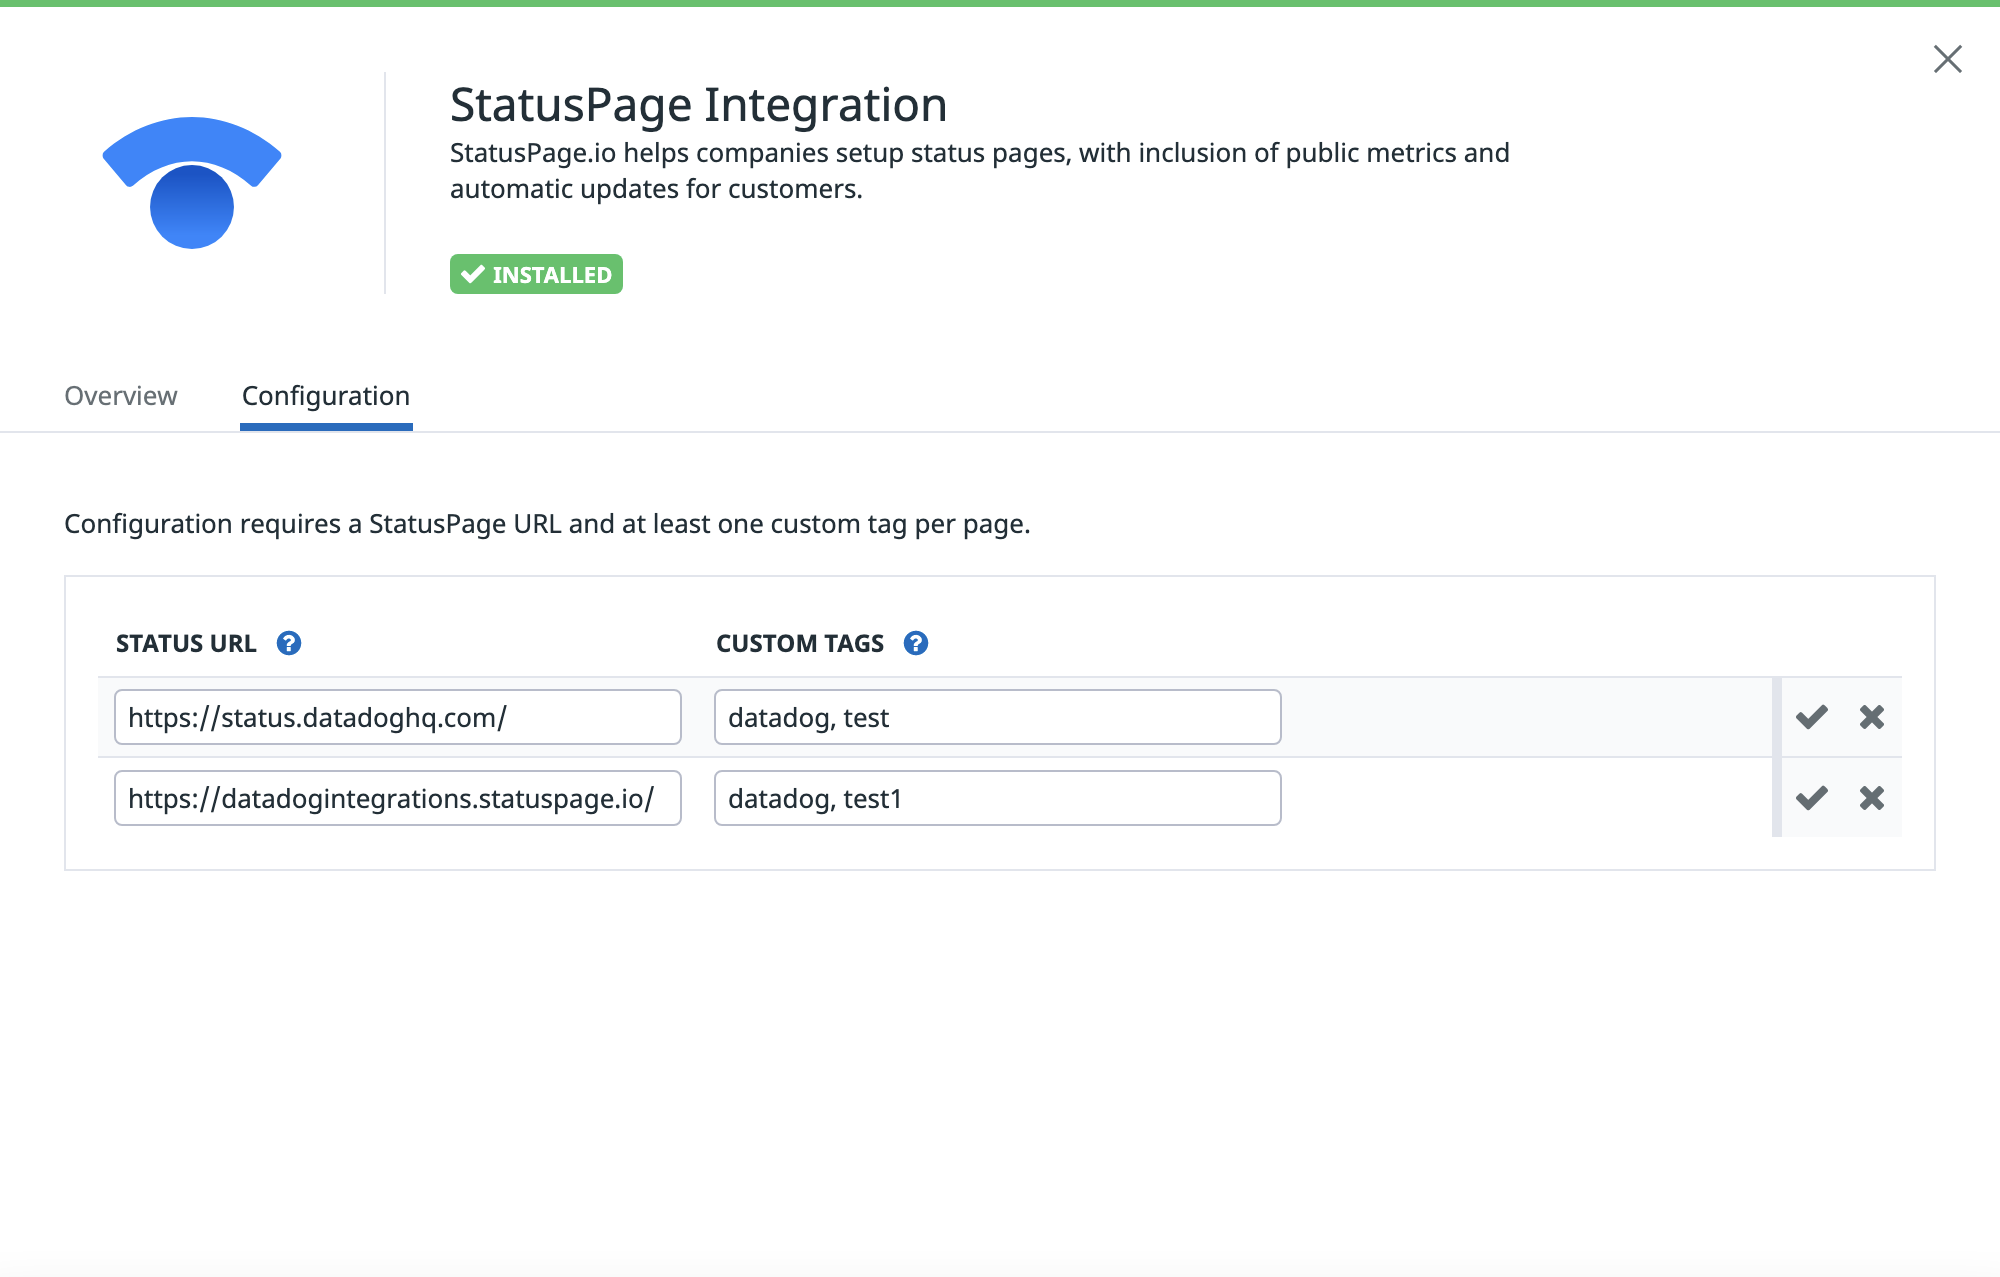 StatusPage Integration
StatusPage.io helps companies setup status pages, with inclusion of public metrics and
automatic updates for customers.
INSTALLED
Overview Configuration
Configuration requires a StatusPage URL and at least one custom tag per page.
STATUS URL ? CUSTOM TAGS ?
https://status.datadoghq.com/ datadog, test
https://datadogintegrations.statuspage.io/ datadog, test1